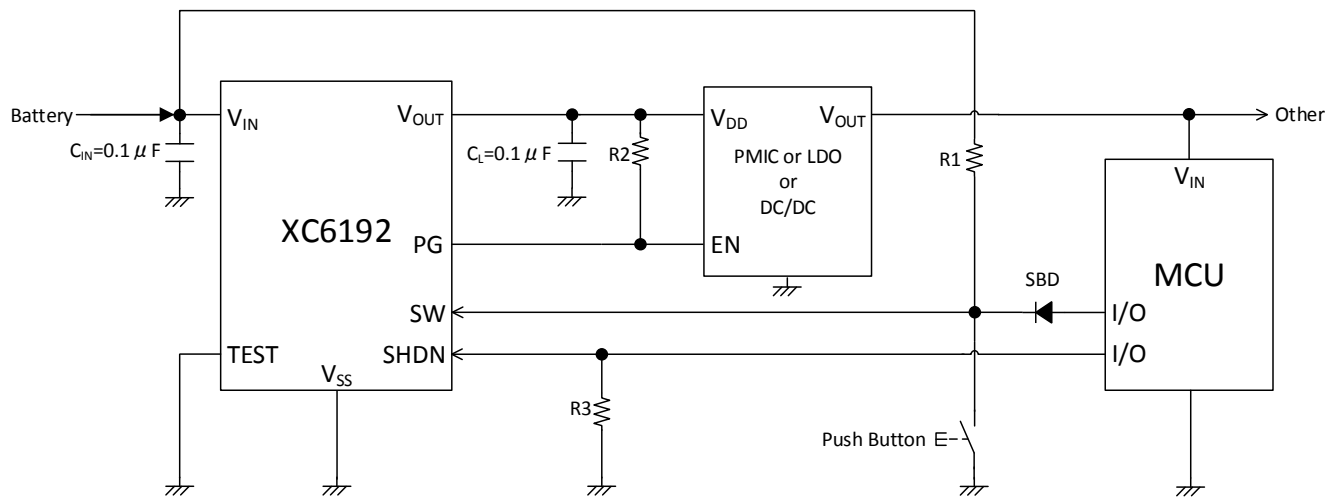 Battery
V_IN
C_IN=0.1μF
XC6192
V_OUT
C_L=0.1μF
R2
PG
SW
SHDN
TEST
V_SS
R3
V_DD
V_OUT
PMIC or LDO
or
DC/DC
EN
R1
Other
V_IN
MCU
SBD
I/O
I/O
Push Button